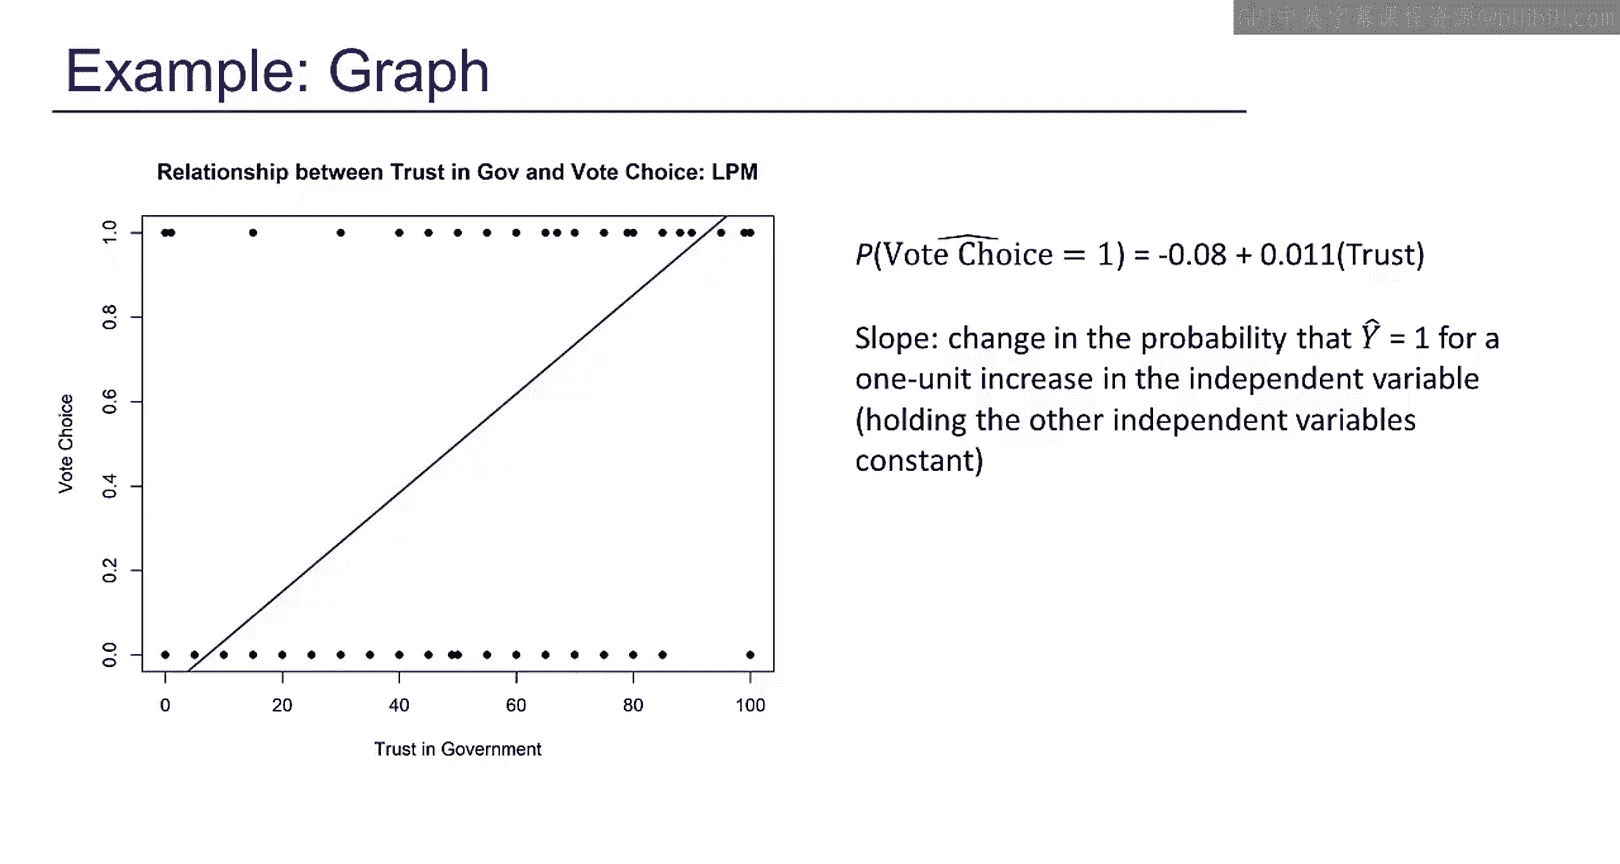 Example: Graph
Relationship between Trust in Gov and Vote Choice: LPM
1.0
0.8
0.6
0.4
0.2
0.0
Vote Choice
0 20 40 60 80 100
Trust in Government
P(Vote Choice = 1) = -0.08 + 0.011(Trust)
Slope: change in the probability that Ŷ = 1 for a
one-unit increase in the independent variable
(holding the other independent variables
constant)